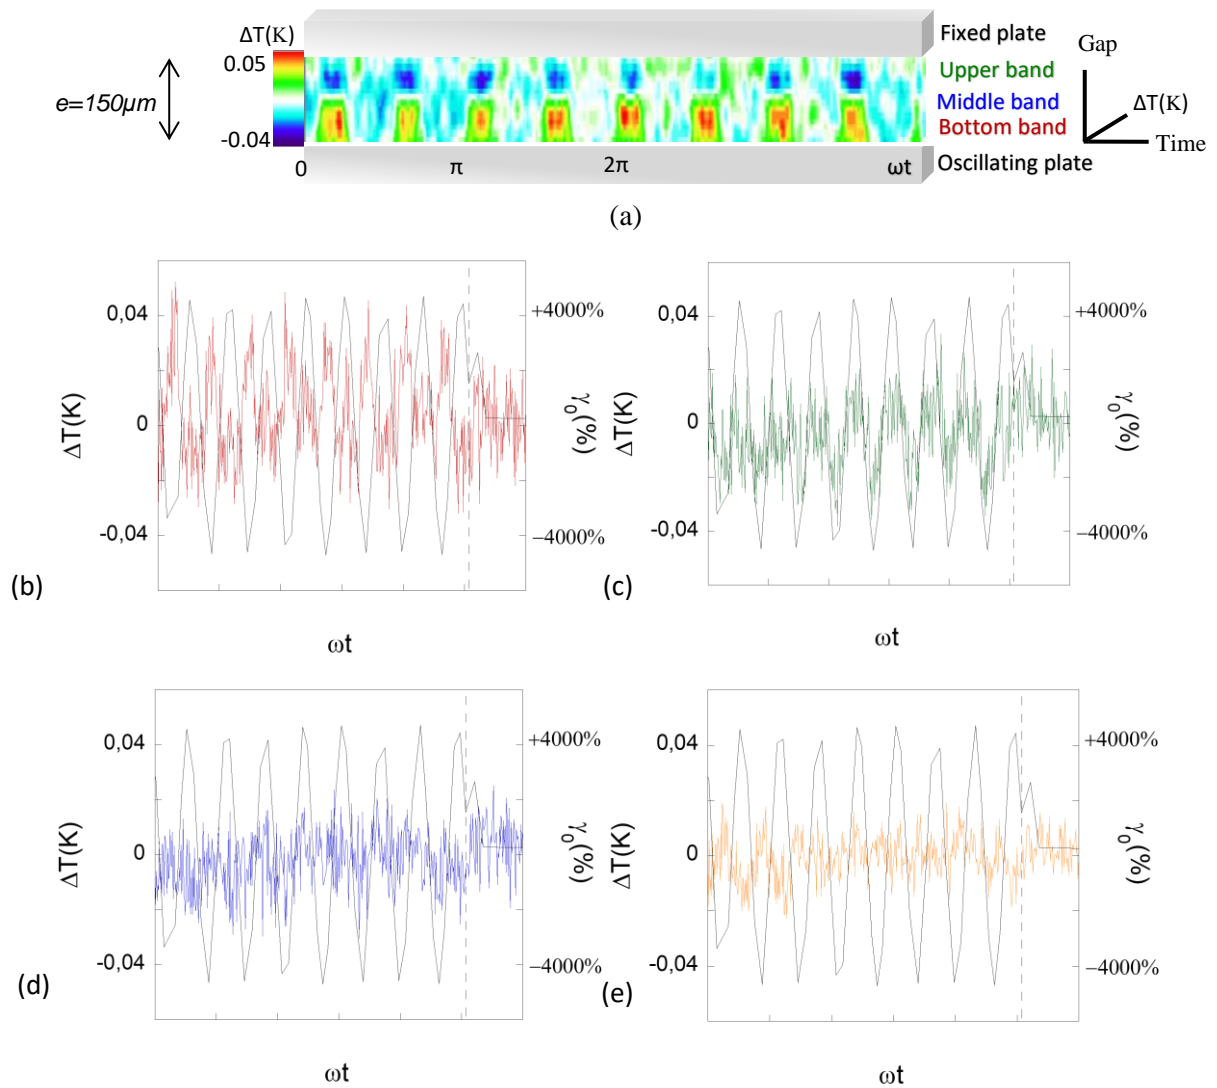 ΔT(K)
0.05
-0.04
e=150μm
Fixed plate
Upper band
Middle band
Bottom band
Oscillating plate
Gap
ΔT(K)
Time
0
π
2π
ωt
(a)
0,04
0
-0,04
ΔT(K)
+4000%
−4000%
γ₀(%)
ωt
(b)
0,04
0
-0,04
ΔT(K)
+4000%
−4000%
γ₀(%)
ωt
(c)
0,04
0
-0,04
ΔT(K)
+4000%
−4000%
γ₀(%)
ωt
(d)
0,04
0
-0,04
ΔT(K)
+4000%
−4000%
γ₀(%)
ωt
(e)